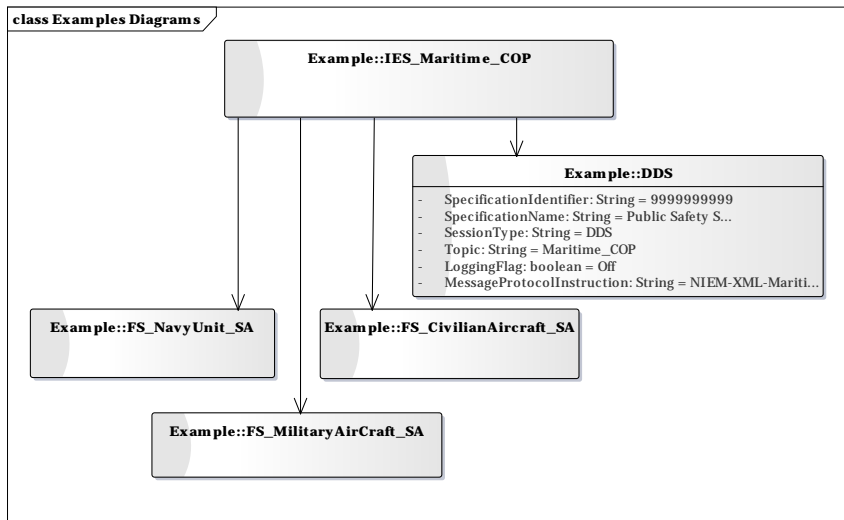 class Examples Diagrams
Example::IES_Maritime_COP
Example::DDS
- SpecificationIdentifier: String = 9999999999
- SpecificationName: String = Public Safety S...
- SessionType: String = DDS
- Topic: String = Maritime_COP
- LoggingFlag: boolean = Off
- MessageProtocolInstruction: String = NIEM-XML-Mariti...
Example::FS_NavyUnit_SA
Example::FS_CivilianAircraft_SA
Example::FS_MilitaryAirCraft_SA